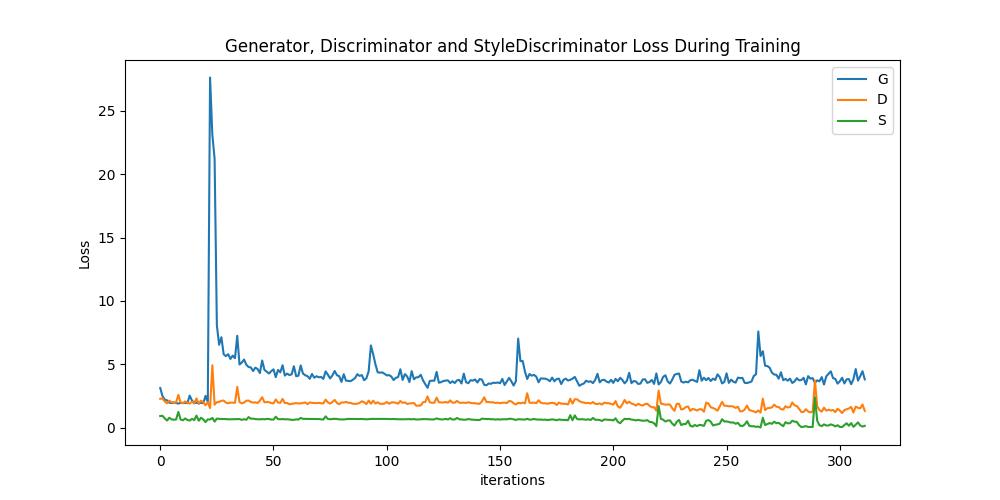 Generator, Discriminator and StyleDiscriminator Loss During Training
G
D
S
25
20
15
10
5
0
Loss
0 50 100 150 200 250 300
iterations